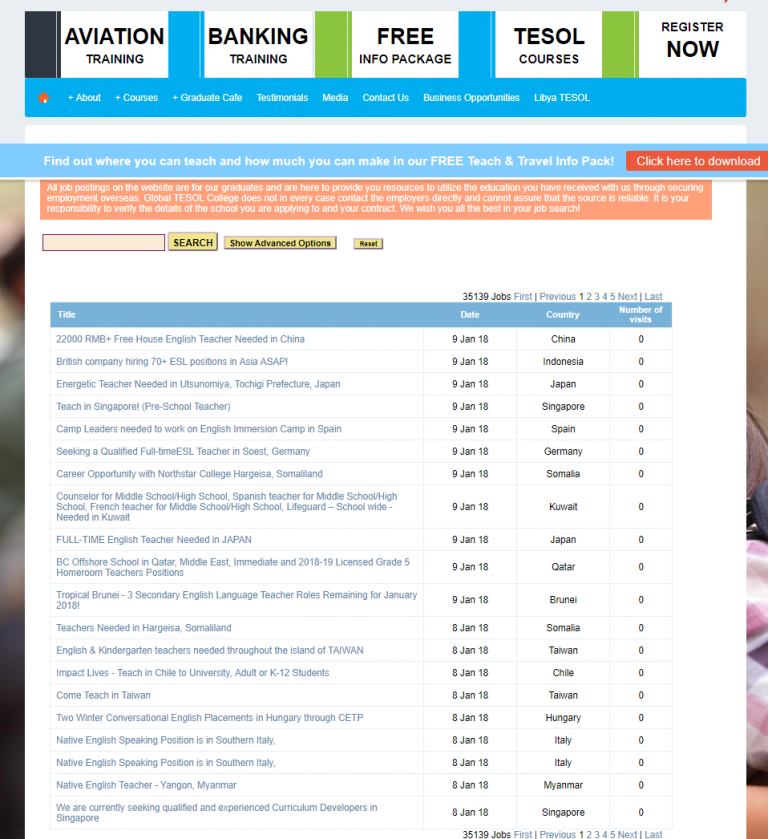 AVIATION
TRAINING
BANKING
TRAINING
FREE
INFO PACKAGE
TESOL
COURSES
REGISTER
NOW
+ About + Courses + Graduate Cafe Testimonials Media Contact Us Business Opportunities Libya TESOL
Find out where you can teach and how much you can make in our FREE Teach & Travel Info Pack! Click here to download
All job postings on the website are for our graduates and are here to provide you resources to utilize the education you have received with us through securing
employment overseas. Global TESOL College does not in every case contact the employers directly and cannot assure that the source is reliable. It is your
responsibility to verify the details of the school you are applying to and your contract. We wish you all the best in your job search!
SEARCH Show Advanced Options Reset
35139 Jobs First | Previous 1 2 3 4 5 Next | Last
Title Date Country Number of
visits
22000 RMB+ Free House English Teacher Needed in China 9 Jan 18 China 0
British company hiring 70+ ESL positions in Asia ASAP! 9 Jan 18 Indonesia 0
Energetic Teacher Needed in Utsunomiya, Tochigi Prefecture, Japan 9 Jan 18 Japan 0
Teach in Singapore! (Pre-School Teacher) 9 Jan 18 Singapore 0
Camp Leaders needed to work on English Immersion Camp in Spain 9 Jan 18 Spain 0
Seeking a Qualified Full-timeESL Teacher in Soest, Germany 9 Jan 18 Germany 0
Career Opportunity with Northstar College Hargeisa, Somaliland 9 Jan 18 Somalia 0
Counselor for Middle School/High School, Spanish teacher for Middle School/High
School, French teacher for Middle School/High School, Lifeguard – School wide -
Needed in Kuwait 9 Jan 18 Kuwait 0
FULL-TIME English Teacher Needed in JAPAN 9 Jan 18 Japan 0
BC Offshore School in Qatar, Middle East, Immediate and 2018-19 Licensed Grade 5
Homeroom Teachers Positions 9 Jan 18 Qatar 0
Tropical Brunei - 3 Secondary English Language Teacher Roles Remaining for January
2018! 9 Jan 18 Brunei 0
Teachers Needed in Hargeisa, Somaliland 8 Jan 18 Somalia 0
English & Kindergarten teachers needed throughout the island of TAIWAN 8 Jan 18 Taiwan 0
Impact Lives - Teach in Chile to University, Adult or K-12 Students 8 Jan 18 Chile 0
Come Teach in Taiwan 8 Jan 18 Taiwan 0
Two Winter Conversational English Placements in Hungary through CETP 8 Jan 18 Hungary 0
Native English Speaking Position is in Southern Italy, 8 Jan 18 Italy 0
Native English Speaking Position is in Southern Italy, 8 Jan 18 Italy 0
Native English Teacher - Yangon, Myanmar 8 Jan 18 Myanmar 0
We are currently seeking qualified and experienced Curriculum Developers in
Singapore 8 Jan 18 Singapore 0
35139 Jobs First | Previous 1 2 3 4 5 Next | Last